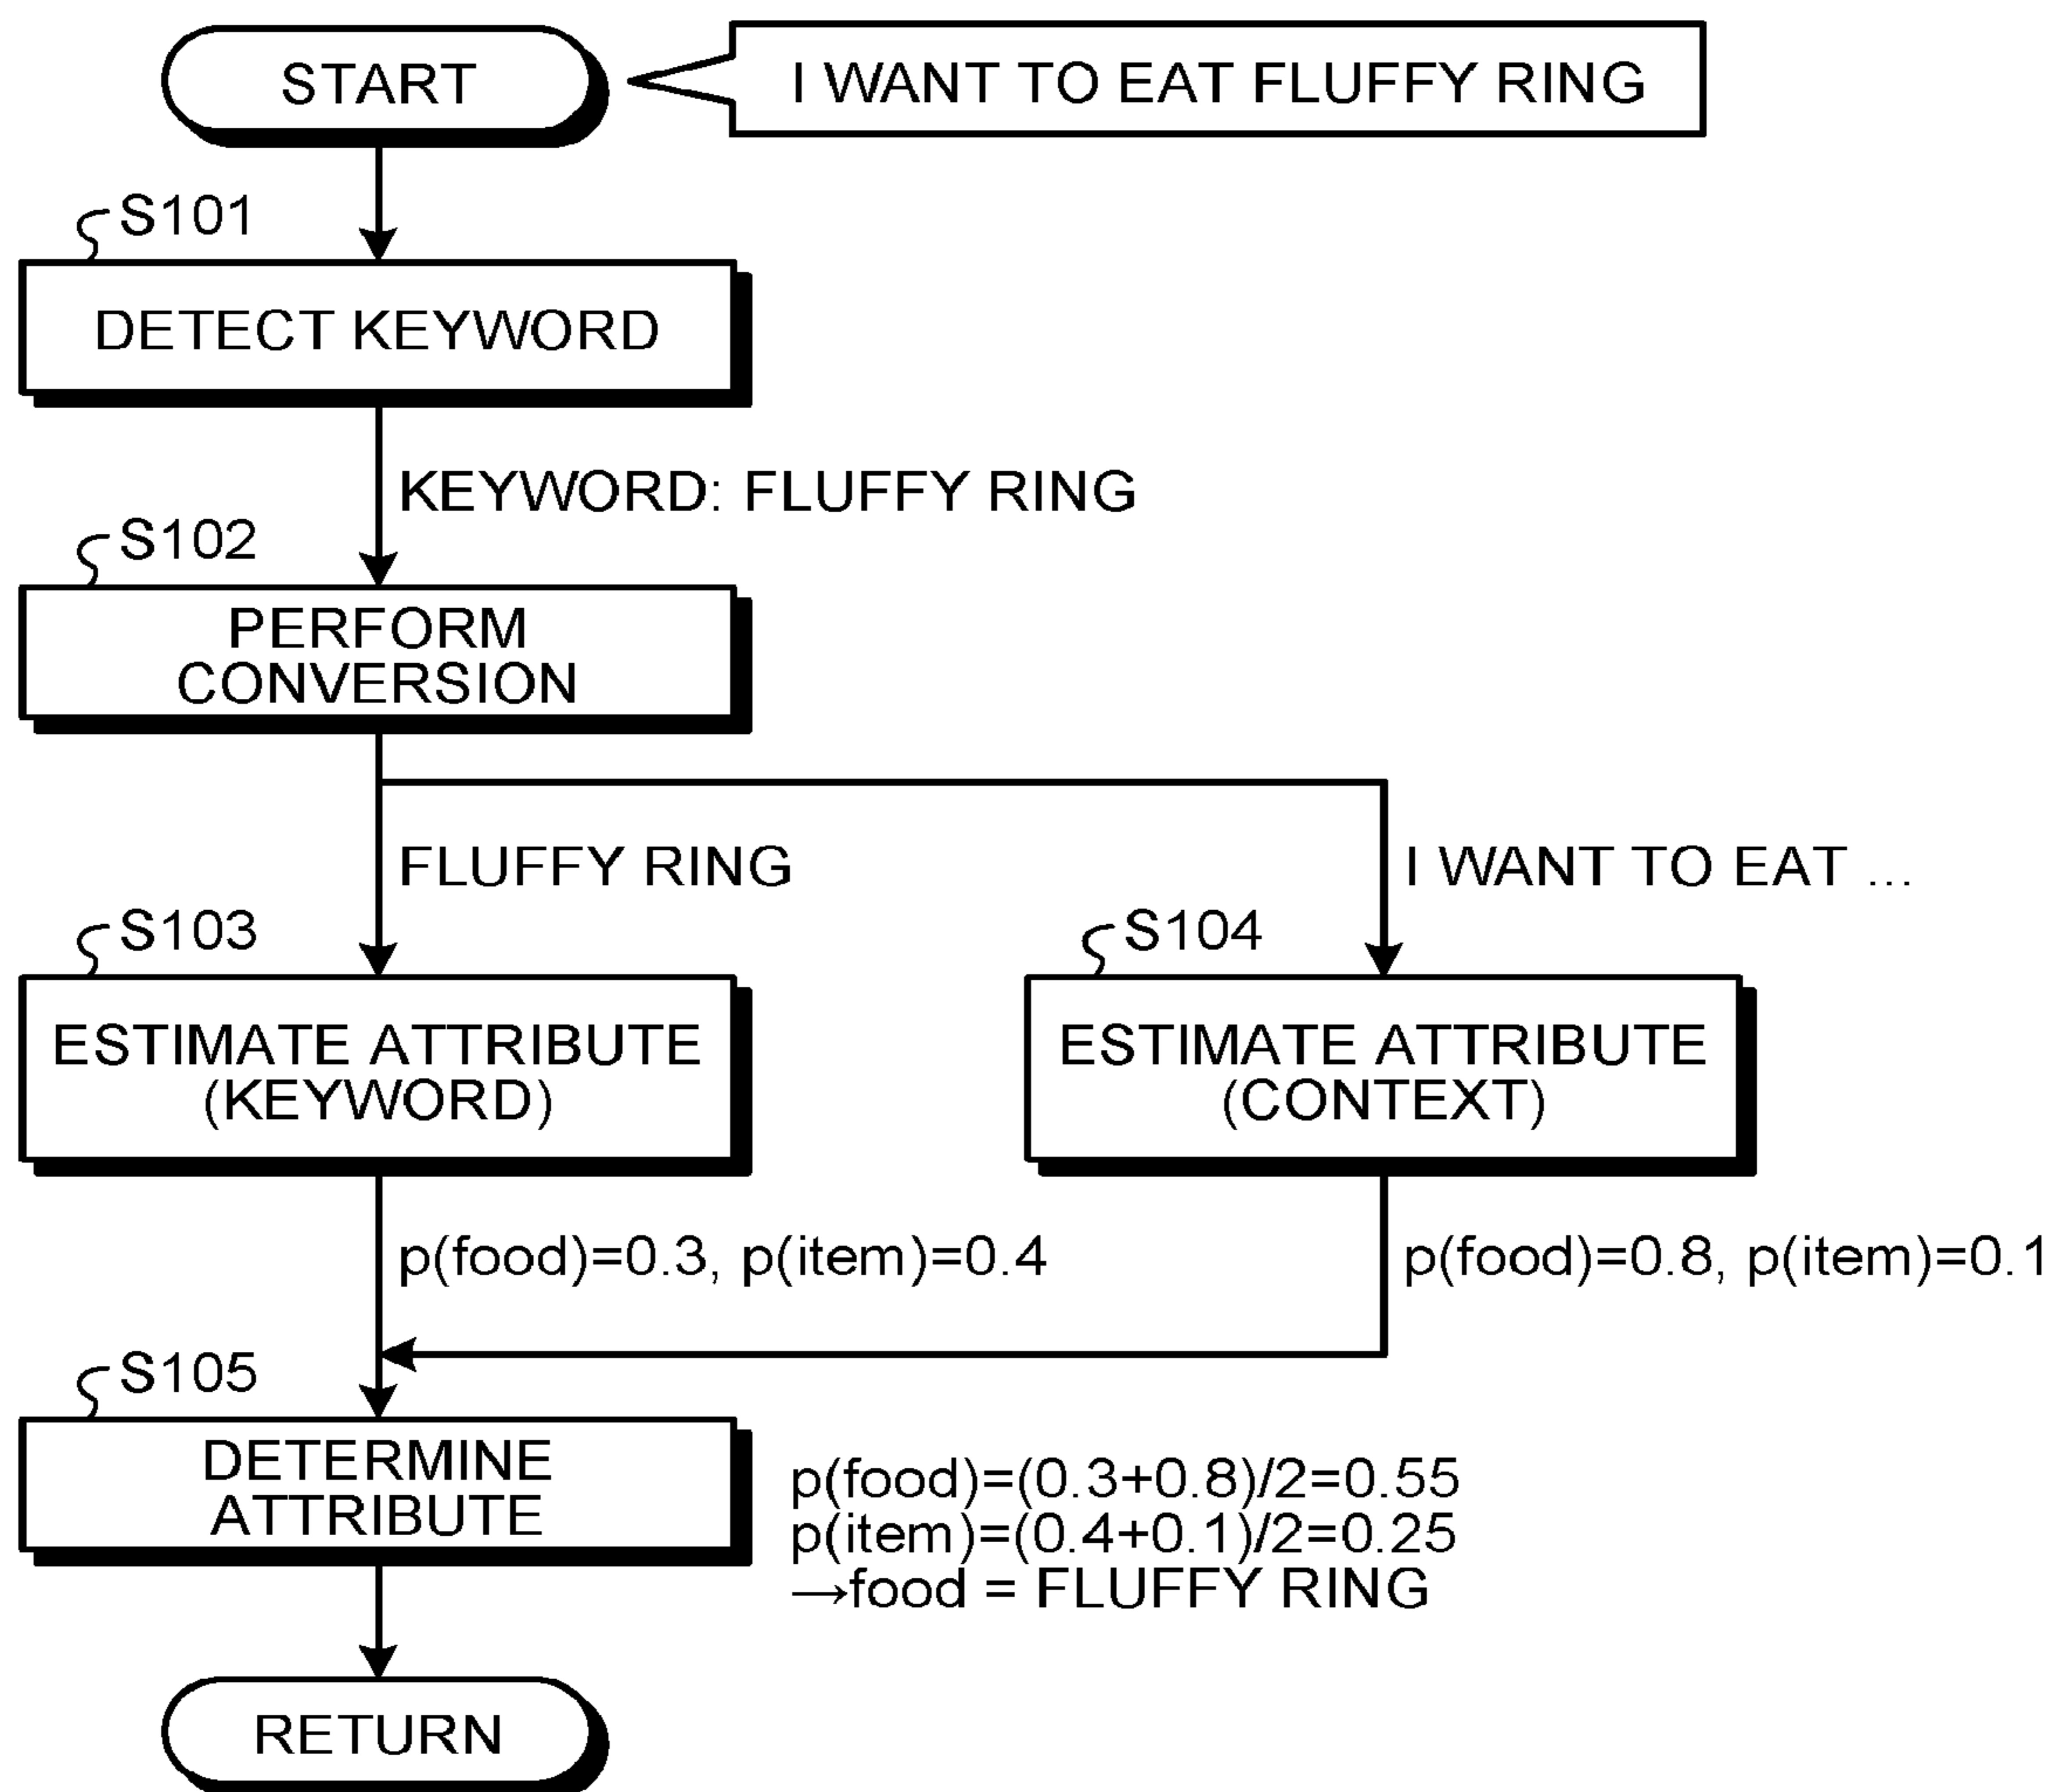 START
I WANT TO EAT FLUFFY RING
S101
DETECT KEYWORD
KEYWORD: FLUFFY RING
S102
PERFORM
CONVERSION
FLUFFY RING
I WANT TO EAT ...
S103
S104
ESTIMATE ATTRIBUTE
(KEYWORD)
ESTIMATE ATTRIBUTE
(CONTEXT)
p(food)=0.3, p(item)=0.4
p(food)=0.8, p(item)=0.1
S105
DETERMINE
ATTRIBUTE
p(food)=(0.3+0.8)/2=0.55
p(item)=(0.4+0.1)/2=0.25
→food = FLUFFY RING
RETURN